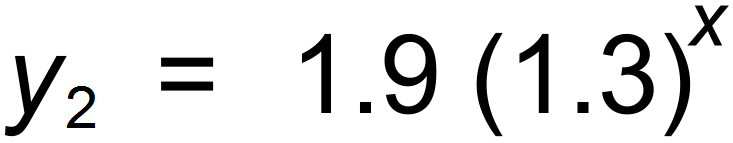 y₂ = 1.9 (1.3)ˣ